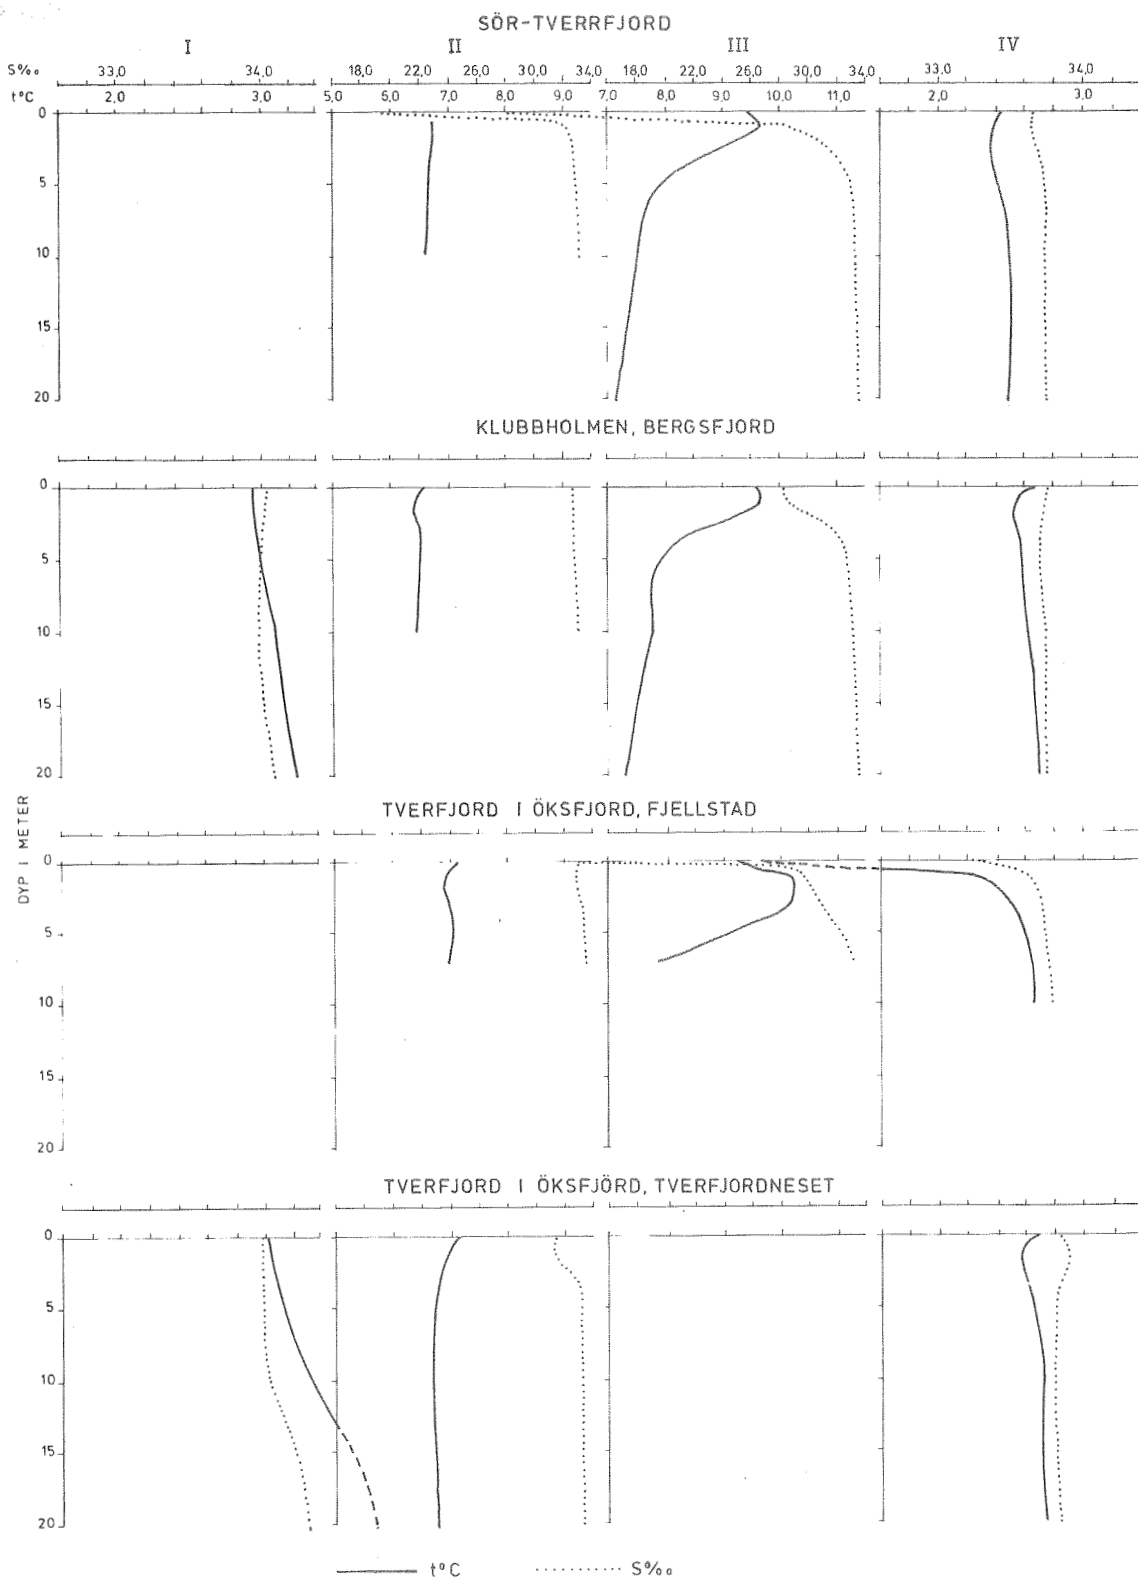 SÖR-TVERRFJORD
I II III IV
S‰ 33,0 34,0 18,0 22,0 26,0 30,0 34,0 18,0 22,0 26,0 30,0 34,0 33,0 34,0
t°C 2,0 3,0 5,0 6,0 7,0 8,0 9,0 7,0 8,0 9,0 10,0 11,0 2,0 3,0
0
5
10
15
20
KLUBBHOLMEN, BERGSFJORD
0
5
10
15
20
DYP I METER
TVERFJORD I ÖKSFJORD, FJELLSTAD
0
5
10
15
20
TVERFJORD I ÖKSFJÖRD, TVERFJORDNESET
0
5
10
15
20
t°C S‰